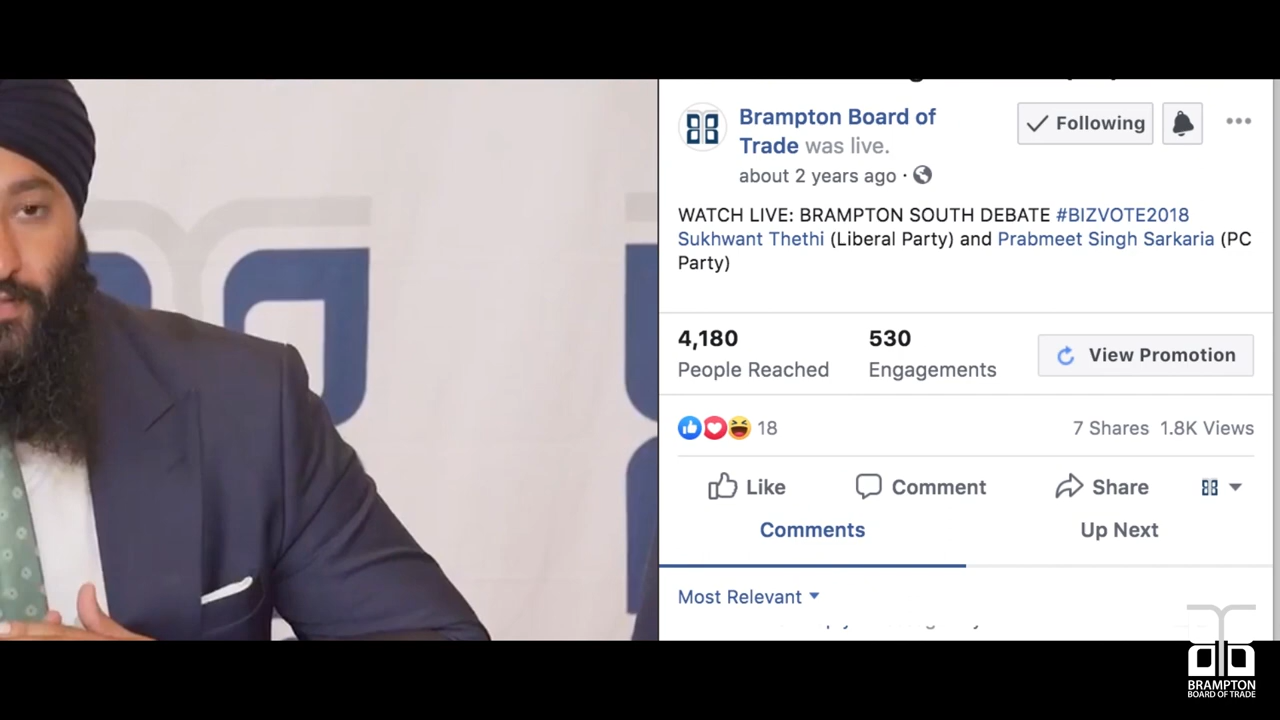 Brampton Board of
Trade was live.
about 2 years ago ·
Following
WATCH LIVE: BRAMPTON SOUTH DEBATE #BIZVOTE2018
Sukhwant Thethi (Liberal Party) and Prabmeet Singh Sarkaria (PC
Party)
4,180 530
People Reached Engagements
View Promotion
18 7 Shares 1.8K Views
Like Comment Share
Comments Up Next
Most Relevant
BRAMPTON
BOARD OF TRADE